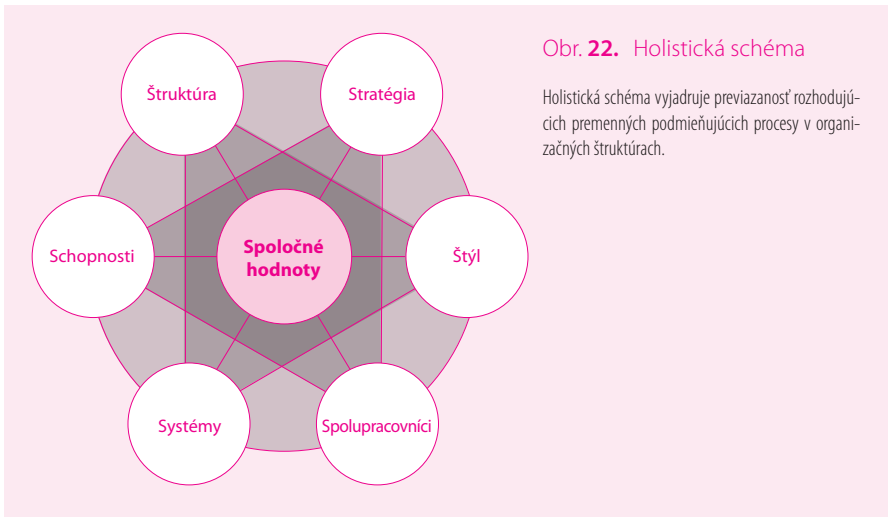 Obr. 22. Holistická schéma
Holistická schéma vyjadruje previazanosť rozhodujú-
cich premenných podmieňujúcich procesy v organi-
začných štruktúrach.
Štruktúra
Stratégia
Schopnosti
Spoločné
hodnoty
Štýl
Systémy
Spolupracovníci